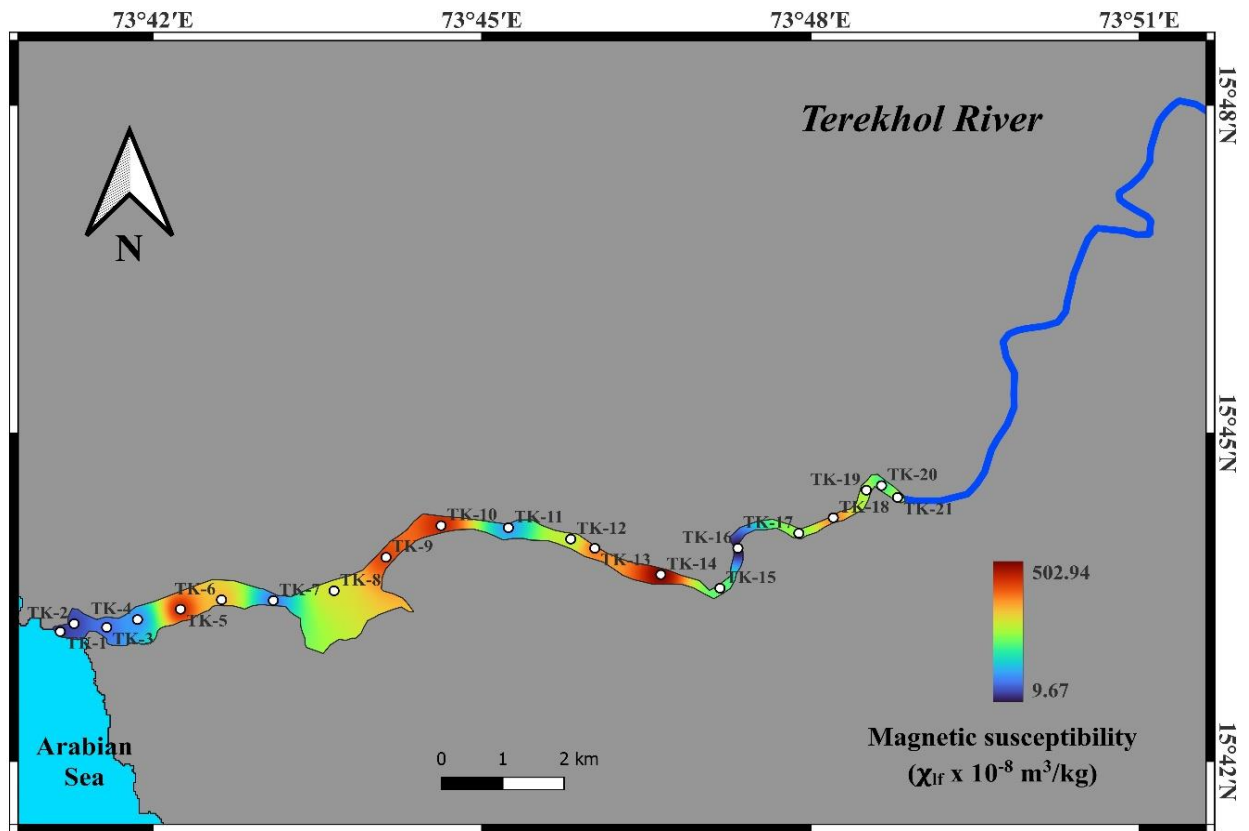 73°42′E 73°45′E 73°48′E 73°51′E
Terekhol River
15°48′N
N
15°45′N
TK-19 TK-20
TK-21
TK-10 TK-11
TK-12
TK-17 TK-18
TK-16
TK-9
TK-13
TK-14
TK-15
TK-8
TK-7
TK-6
TK-5
TK-2 TK-4
TK-1 TK-3
502.94
9.67
Magnetic susceptibility
(χlf x 10⁻⁸ m³/kg)
Arabian
Sea
0 1 2 km
15°42′N